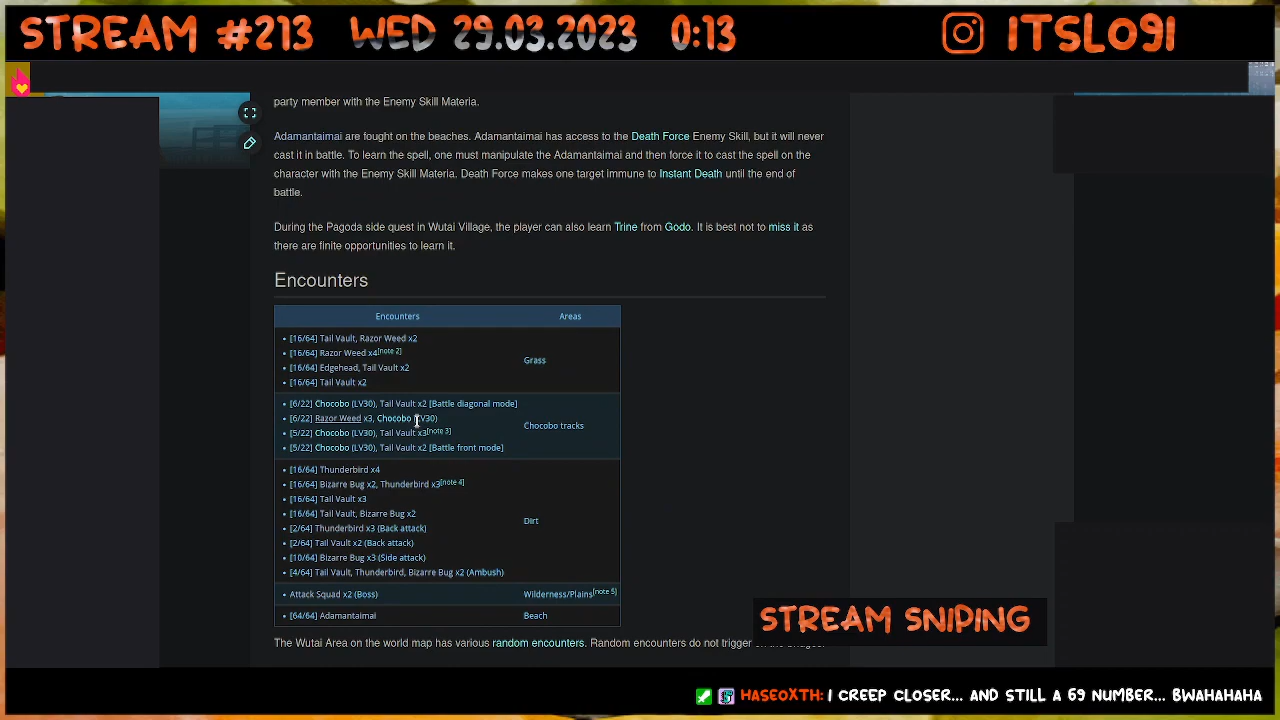 STREAM #213 WED 29.03.2023 0:13 ITSLO91
party member with the Enemy Skill Materia.
Adamantaimai are fought on the beaches. Adamantaimai has access to the Death Force Enemy Skill, but it will never
cast it in battle. To learn the spell, one must manipulate the Adamantaimai and then force it to cast the spell on the
character with the Enemy Skill Materia. Death Force makes one target immune to Instant Death until the end of
battle.
During the Pagoda side quest in Wutai Village, the player can also learn Trine from Godo. It is best not to miss it as
there are finite opportunities to learn it.
Encounters
Encounters Areas
• [16/64] Tail Vault, Razor Weed x2
• [16/64] Razor Weed x4[note 2]
• [16/64] Edgehead, Tail Vault x2
• [16/64] Tail Vault x2
Grass
• [6/22] Chocobo (LV30), Tail Vault x2 [Battle diagonal mode]
• [6/22] Razor Weed x3, Chocobo (LV30)
• [5/22] Chocobo (LV30), Tail Vault x3[note 3]
• [5/22] Chocobo (LV30), Tail Vault x2 [Battle front mode]
Chocobo tracks
• [16/64] Thunderbird x4
• [16/64] Bizarre Bug x2, Thunderbird x3[note 4]
• [16/64] Tail Vault x3
• [16/64] Tail Vault, Bizarre Bug x2
• [2/64] Thunderbird x3 (Back attack)
• [2/64] Tail Vault x2 (Back attack)
• [10/64] Bizarre Bug x3 (Side attack)
• [4/64] Tail Vault, Thunderbird, Bizarre Bug x2 (Ambush)
Dirt
• Attack Squad x2 (Boss) Wilderness/Plains[note 5]
• [64/64] Adamantaimai Beach
The Wutai Area on the world map has various random encounters. Random encounters do not trigger
STREAM SNIPING
HASEOXTH: I CREEP CLOSER... AND STILL A 69 NUMBER... BWAHAHAHA